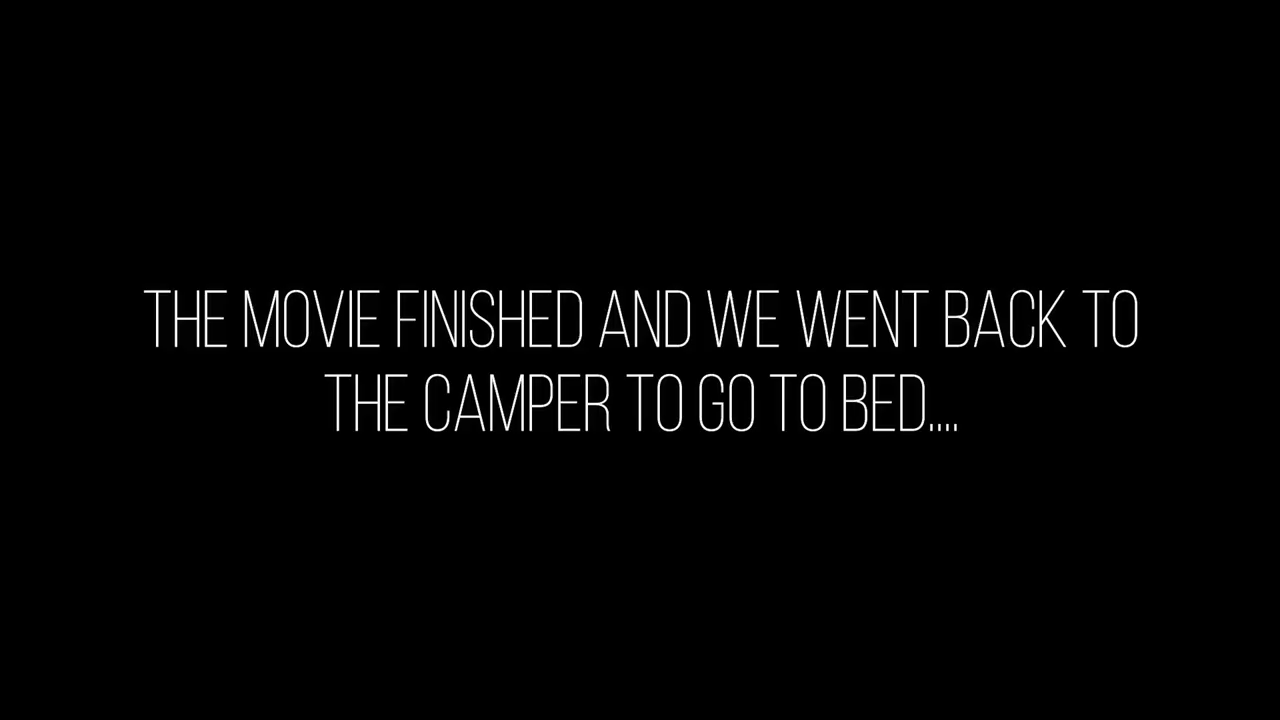 THE MOVIE FINISHED AND WE WENT BACK TO
THE CAMPER TO GO TO BED....